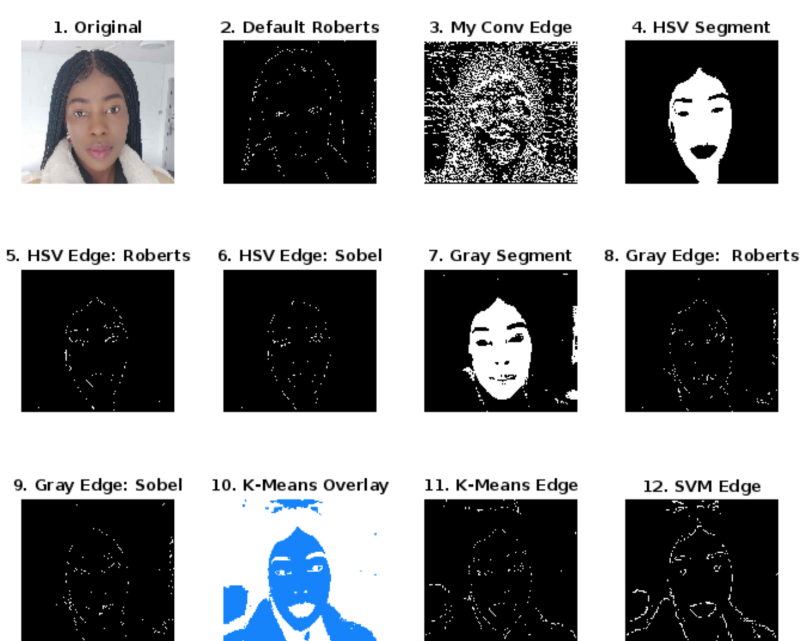 1. Original
2. Default Roberts
3. My Conv Edge
4. HSV Segment
5. HSV Edge: Roberts
6. HSV Edge: Sobel
7. Gray Segment
8. Gray Edge:  Roberts
9. Gray Edge: Sobel
10. K-Means Overlay
11. K-Means Edge
12. SVM Edge